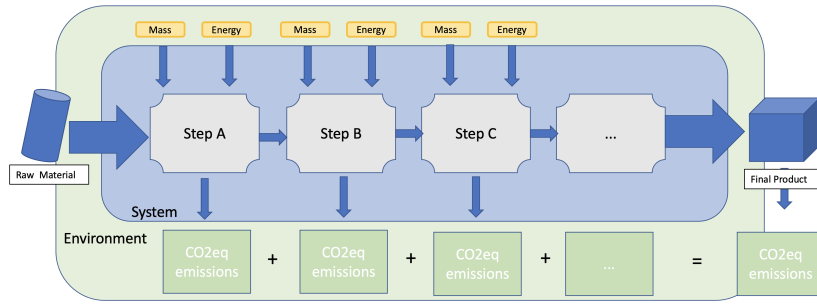 Mass
Energy
Mass
Energy
Mass
Energy
Step A
Step B
Step C
...
Raw Material
Final Product
System
Environment
CO2eq
emissions
+
CO2eq
emissions
+
CO2eq
emissions
+
...
=
CO2eq
emissions